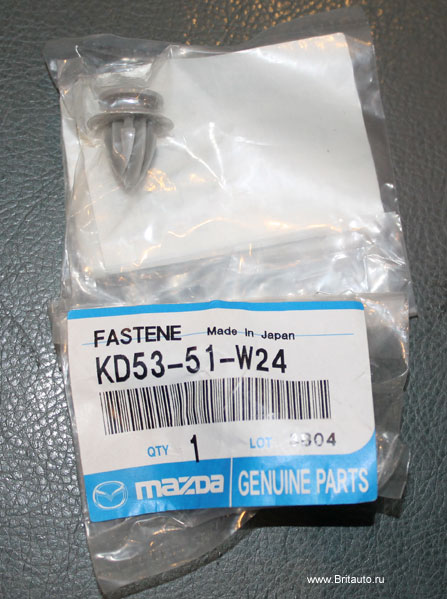 FASTENE Made In Japan
KD53-51-W24
QTY 1 LOT
mazda GENUINE PARTS
www.Britauto.ru